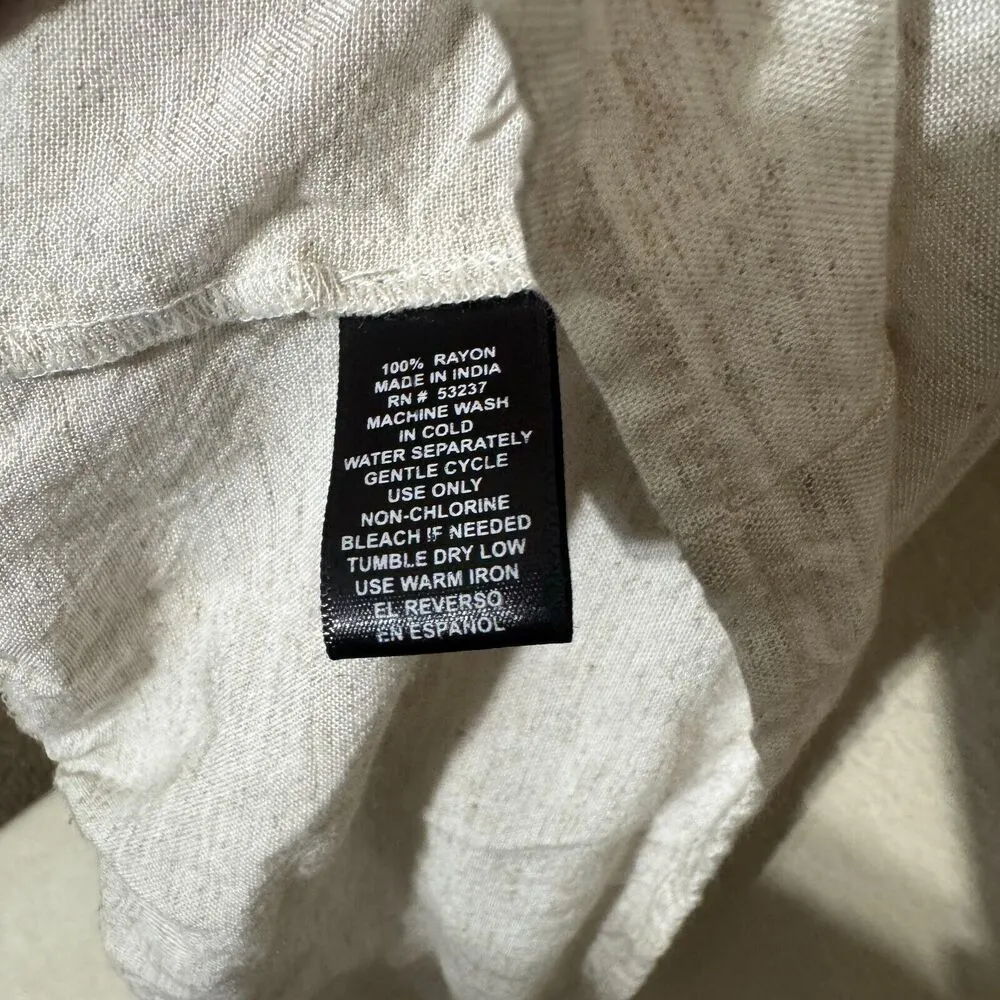 100% RAYON
MADE IN INDIA
RN # 53237
MACHINE WASH
IN COLD
WATER SEPARATELY
GENTLE CYCLE
USE ONLY
NON-CHLORINE
BLEACH IF NEEDED
TUMBLE DRY LOW
USE WARM IRON
EL REVERSO
EN ESPAÑOL